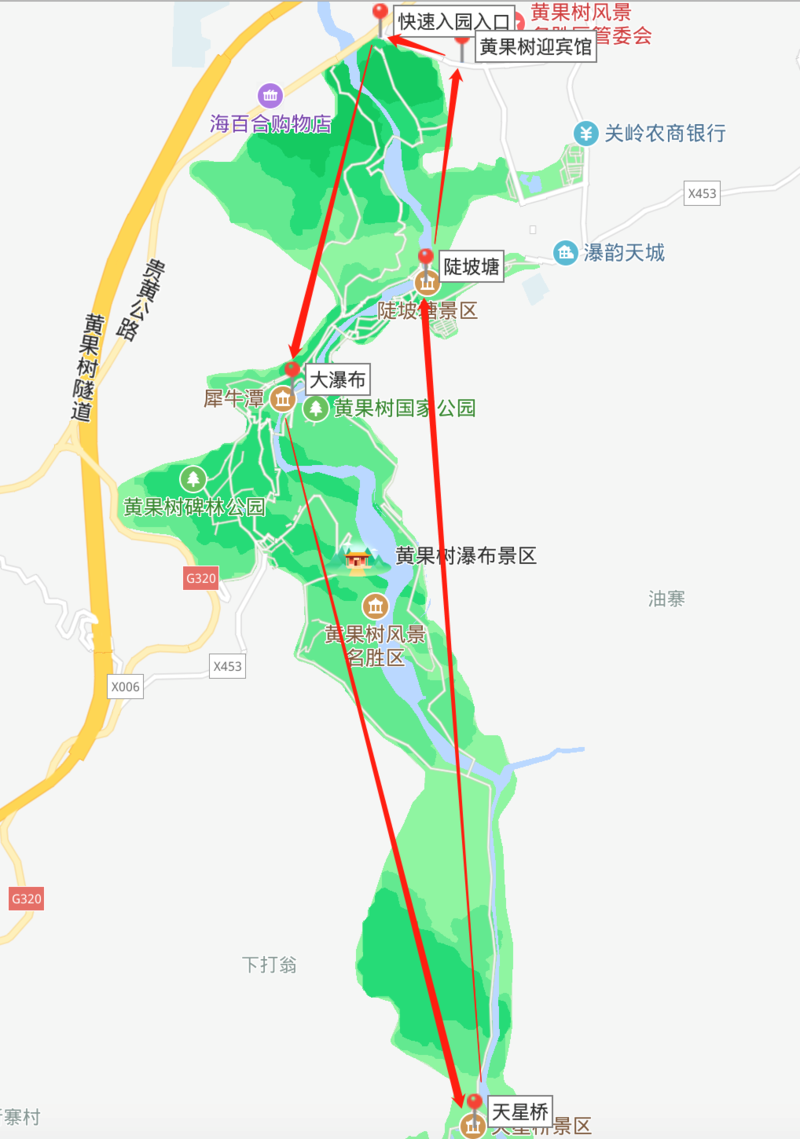 黄果树风景
名胜区管委会
快速入园入口
黄果树迎宾馆
海百合购物店
关岭农商银行
X453
瀑韵天城
陡坡塘
陡坡塘景区
贵黄公路
黄果树隧道
大瀑布
犀牛潭
黄果树国家公园
黄果树碑林公园
黄果树瀑布景区
G320
油寨
黄果树风景
名胜区
X453
X006
G320
下打翁
天星桥
天星桥景区
寨村